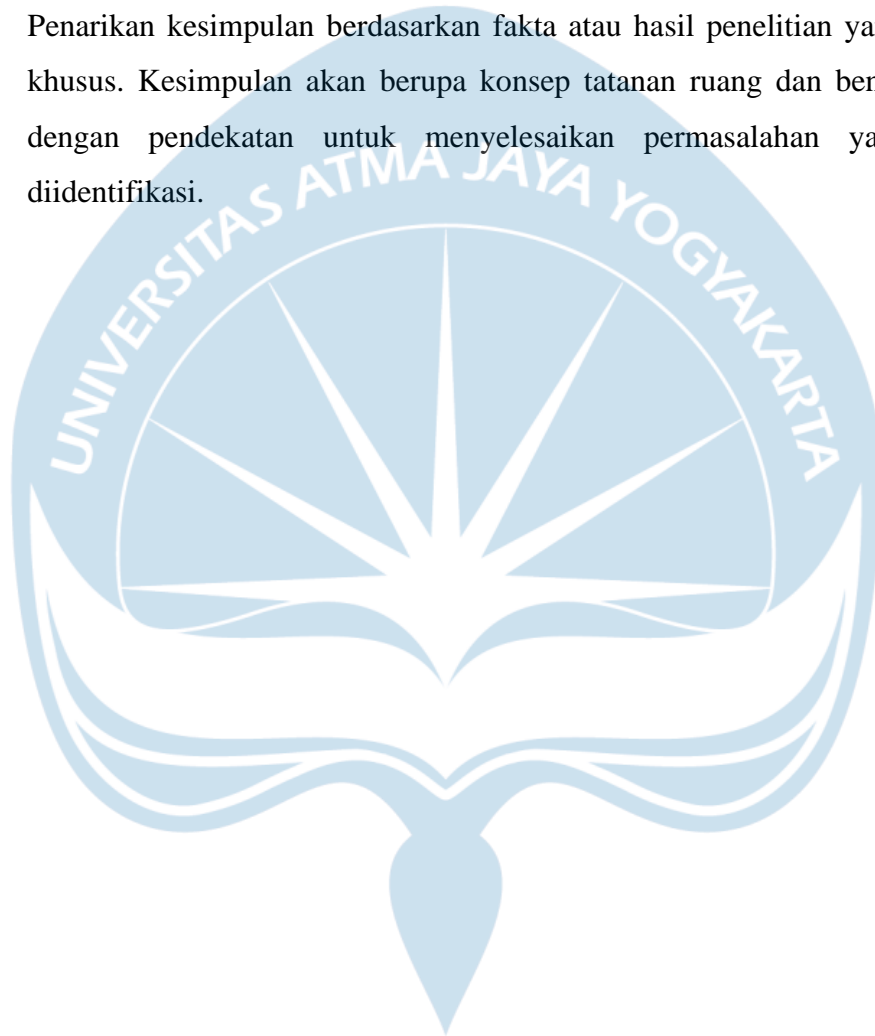 Penarikan kesimpulan berdasarkan fakta atau hasil penelitian ya
khusus. Kesimpulan akan berupa konsep tatanan ruang dan ben
dengan pendekatan untuk menyelesaikan permasalahan ya
diidentifikasi.
UNIVERSITAS ATMA JAYA YOGYAKARTA